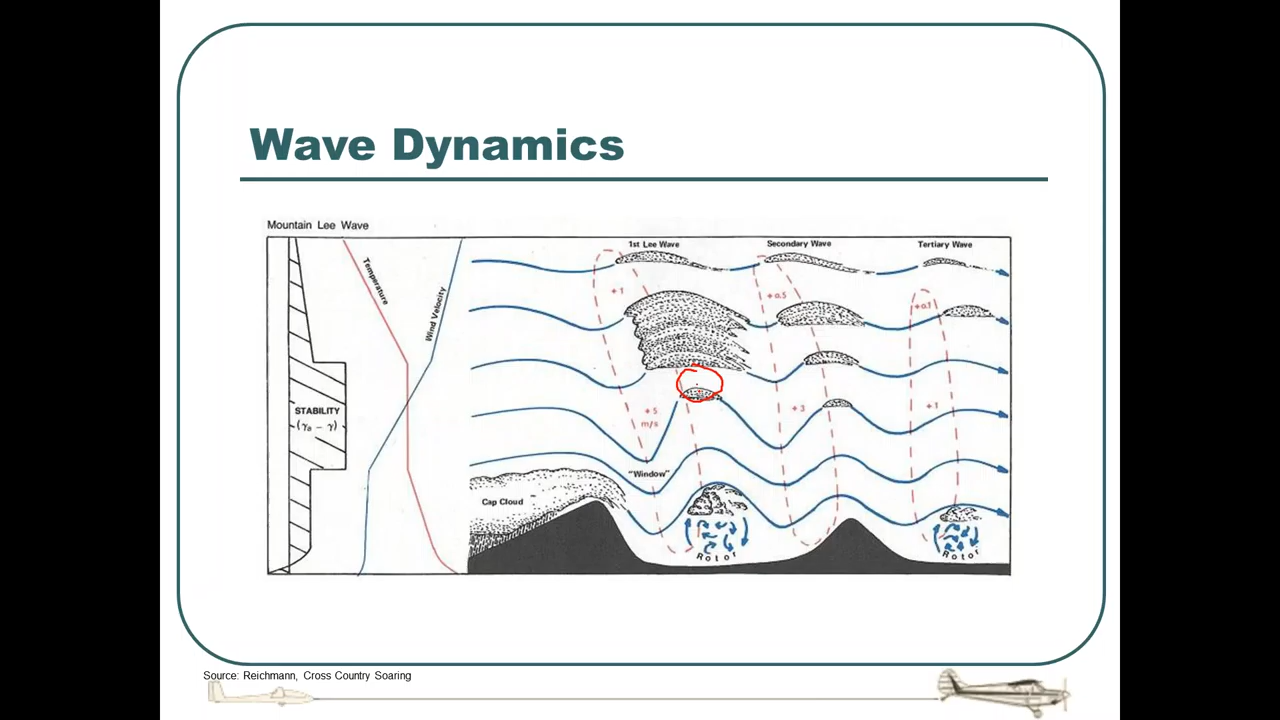 Wave Dynamics
Mountain Lee Wave
1st Lee Wave
Secondary Wave
Tertiary Wave
Temperature
Wind Velocity
+ 1
+ 0.5
+ 0.1
STABILITY
(γa − γ)
+ 5
m/s
+ 3
+ 1
"Window"
Cap Cloud
Rotor
Rotor
Source: Reichmann, Cross Country Soaring